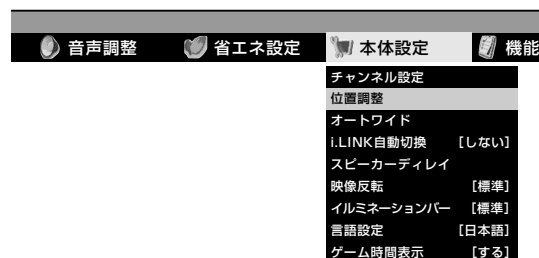 音声調整 省エネ設定 本体設定 機能
チャンネル設定
位置調整
オートワイド
i.LINK自動切換 [しない]
スピーカーディレイ
映像反転 [標準]
イルミネーションバー [標準]
言語設定 [日本語]
ゲーム時間表示 [する]